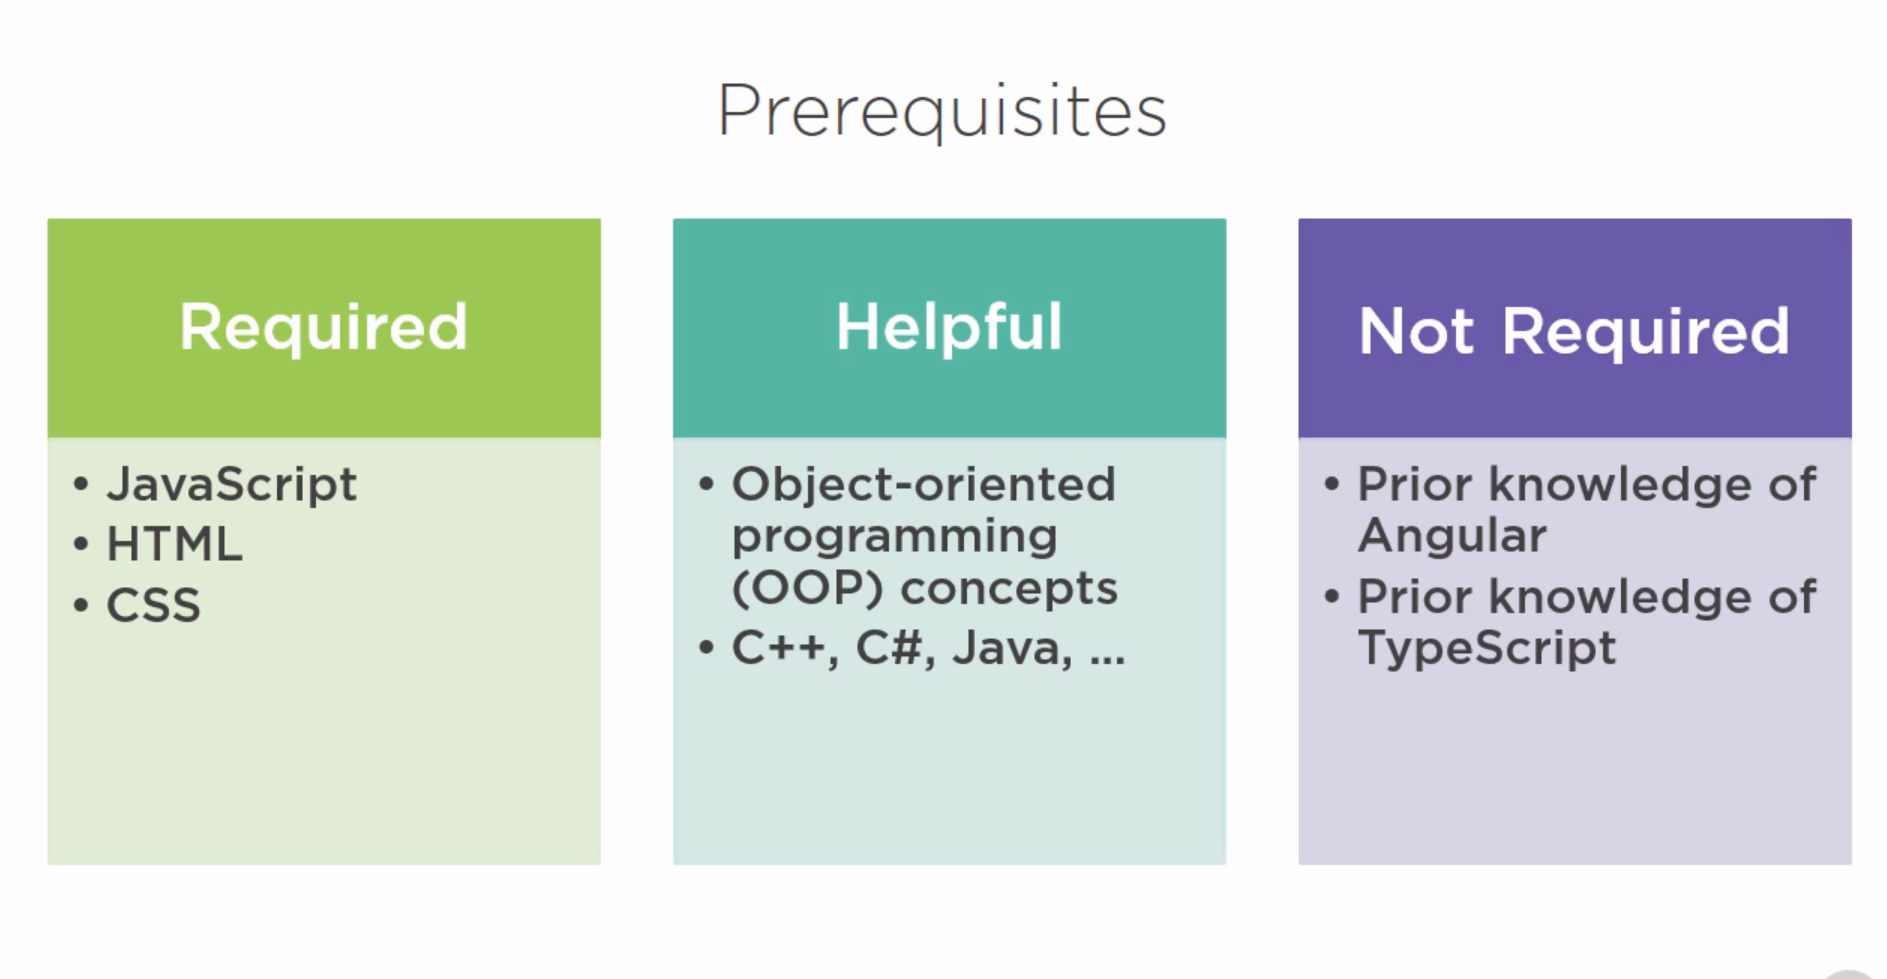 Prerequisites
Required
• JavaScript
• HTML
• CSS
Helpful
• Object-oriented
programming
(OOP) concepts
• C++, C#, Java, ...
Not Required
• Prior knowledge of
Angular
• Prior knowledge of
TypeScript